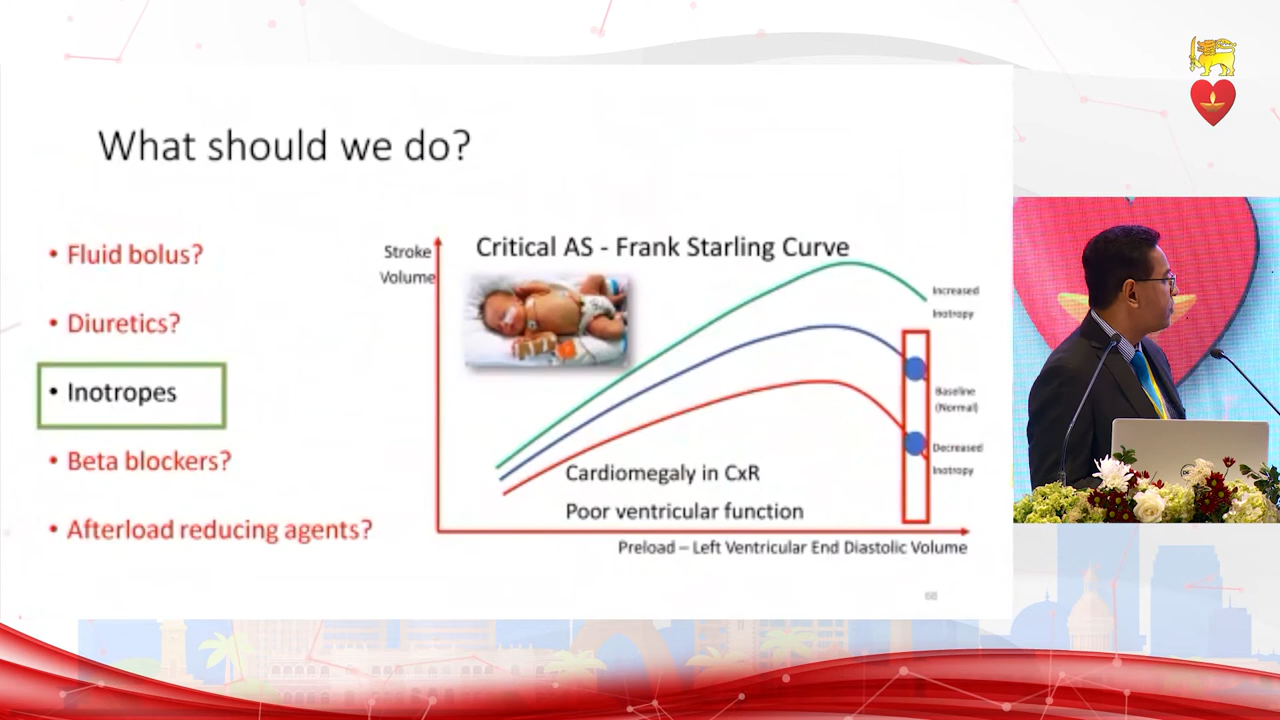 What should we do?
• Fluid bolus?
• Diuretics?
• Inotropes
• Beta blockers?
• Afterload reducing agents?
Critical AS - Frank Starling Curve
Stroke
Volume
Increased
Inotropy
Baseline
(Normal)
Decreased
Inotropy
Cardiomegaly in CxR
Poor ventricular function
Preload – Left Ventricular End Diastolic Volume
68